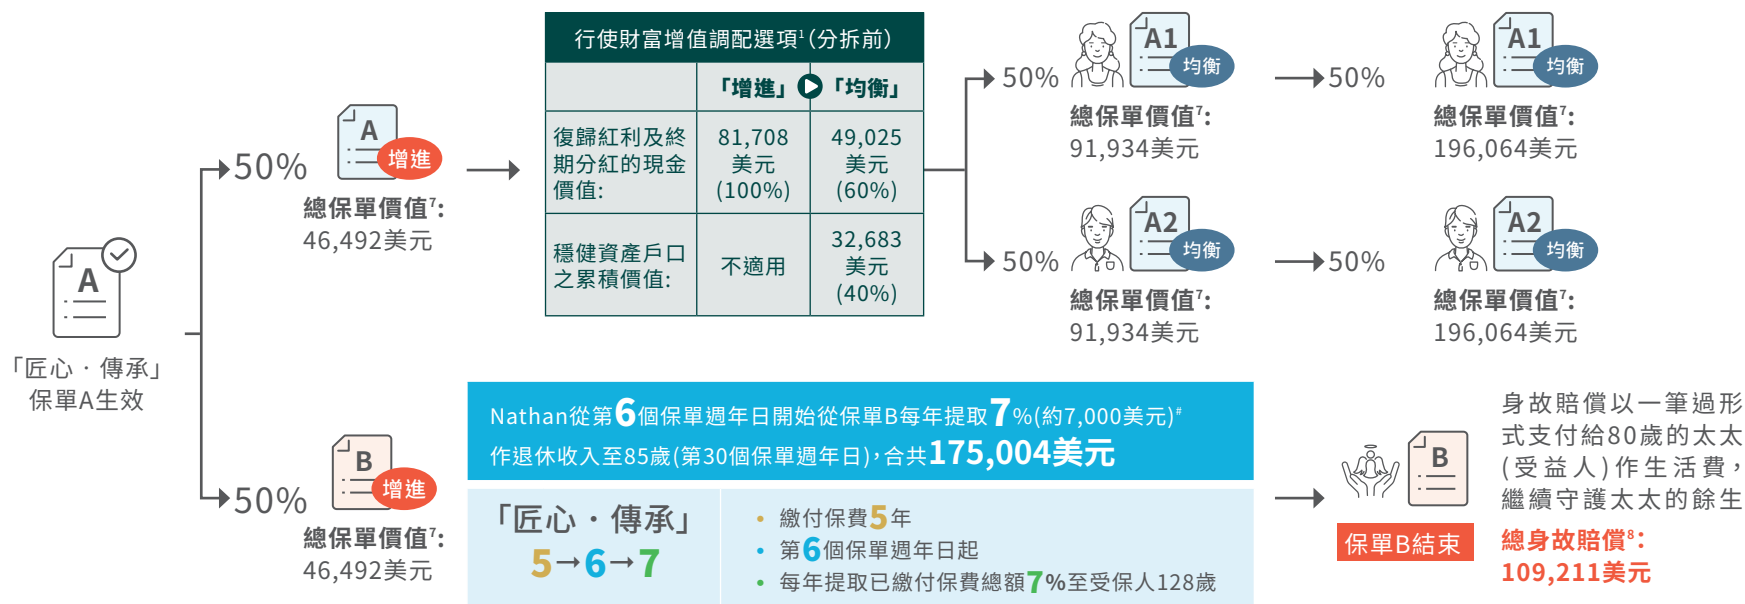 A
「匠心．傳承」
保單A生效
50%
A
增進
總保單價值7:
46,492美元
行使財富增值調配選項1(分拆前)
「增進」
「均衡」
復歸紅利及終
期分紅的現金
價值:
81,708
美元
(100%)
49,025
美元
(60%)
穩健資產戶口
之累積價值:
不適用
32,683
美元
(40%)
50%
A1
均衡
總保單價值7:
91,934美元
50%
A1
均衡
總保單價值7:
196,064美元
50%
A2
均衡
總保單價值7:
91,934美元
50%
A2
均衡
總保單價值7:
196,064美元
50%
B
增進
總保單價值7:
46,492美元
Nathan從第6個保單週年日開始從保單B每年提取7%(約7,000美元)#
作退休收入至85歲(第30個保單週年日)，合共175,004美元
「匠心．傳承」
5→6→7
• 繳付保費5年
• 第6個保單週年日起
• 每年提取已繳付保費總額7%至受保人128歲
B
保單B結束
身故賠償以一筆過形
式支付給80歲的太太
(受益人)作生活費，
繼續守護太太的餘生
總身故賠償8:
109,211美元